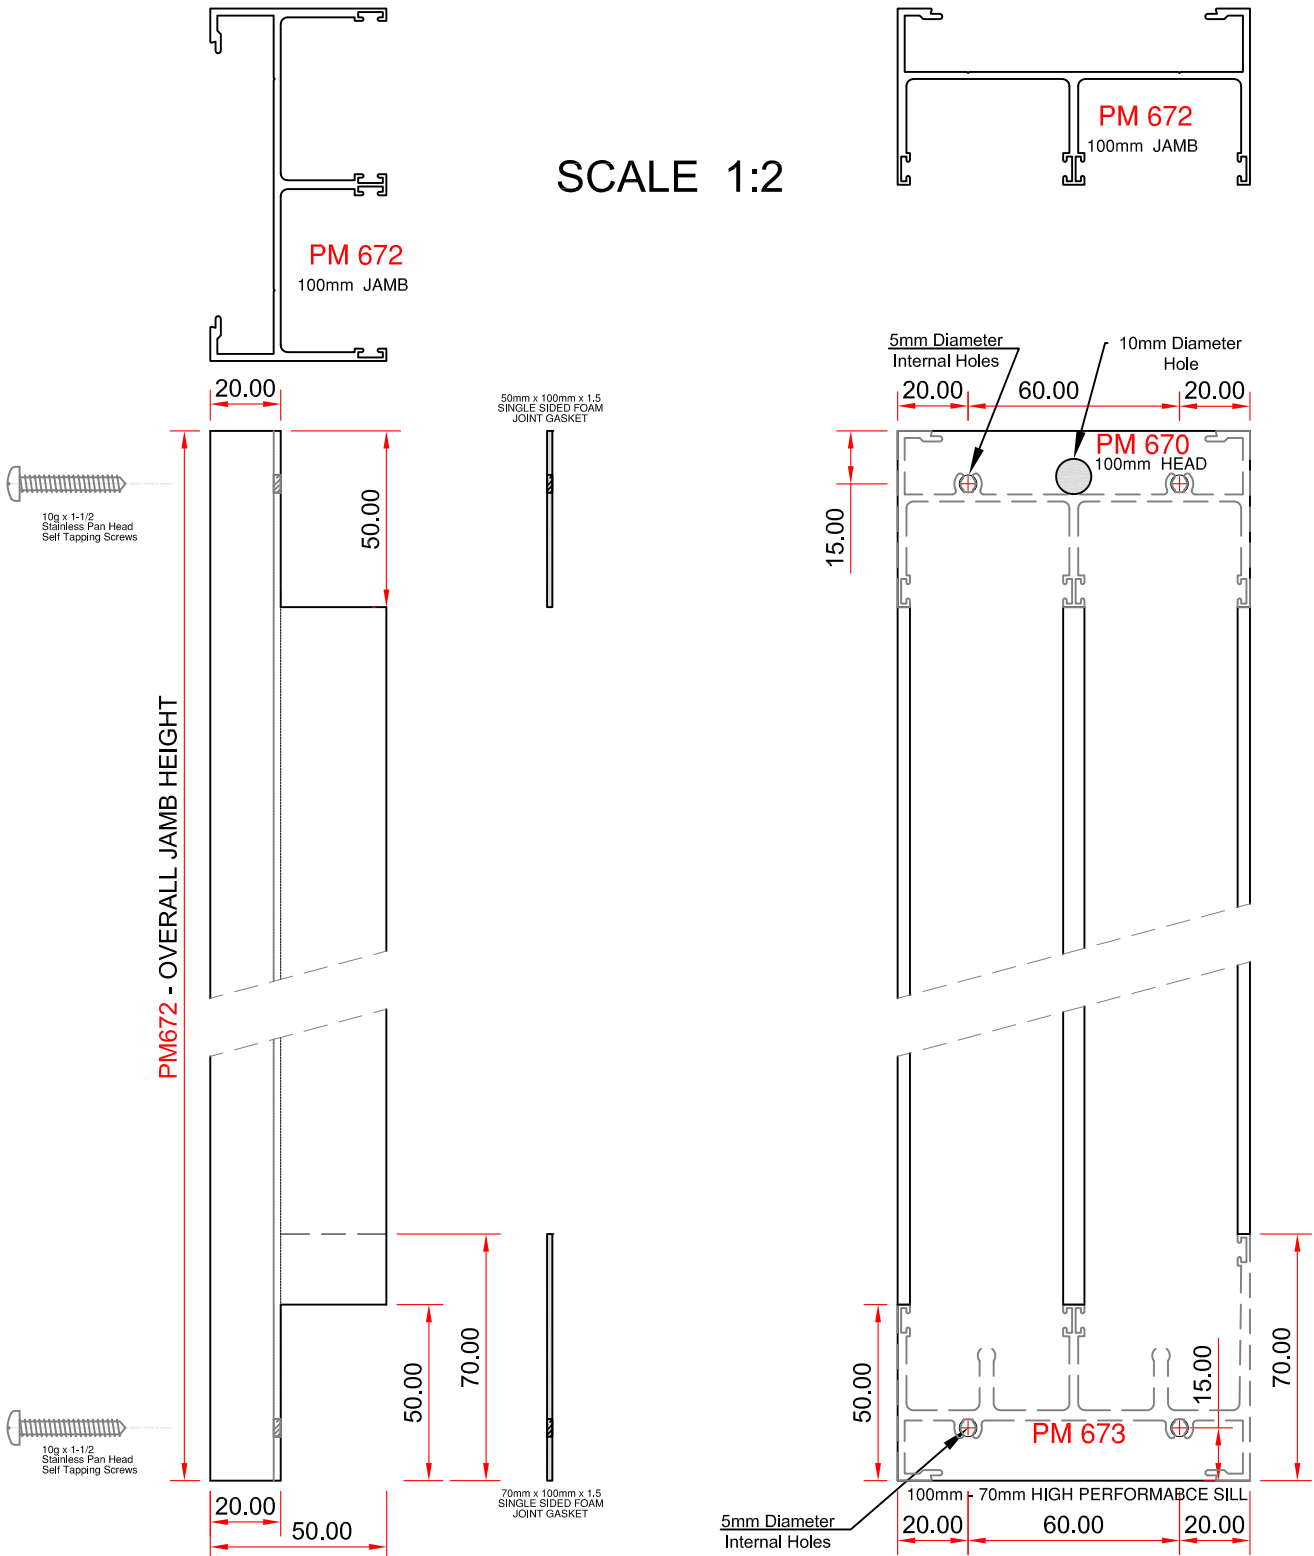 PM 672
100mm JAMB
SCALE 1:2
PM 672
100mm JAMB
20.00
50mm x 100mm x 1.5
SINGLE SIDED FOAM
JOINT GASKET
5mm Diameter
Internal Holes
10mm Diameter
Hole
20.00
60.00
20.00
PM 670
100mm HEAD
10g x 1-1/2
Stainless Pan Head
Self Tapping Screws
50.00
15.00
PM672 - OVERALL JAMB HEIGHT
50.00
70.00
50.00
15.00
70.00
PM 673
10g x 1-1/2
Stainless Pan Head
Self Tapping Screws
20.00
50.00
70mm x 100mm x 1.5
SINGLE SIDED FOAM
JOINT GASKET
100mm - 70mm HIGH PERFORMABCE SILL
5mm Diameter
Internal Holes
20.00
60.00
20.00